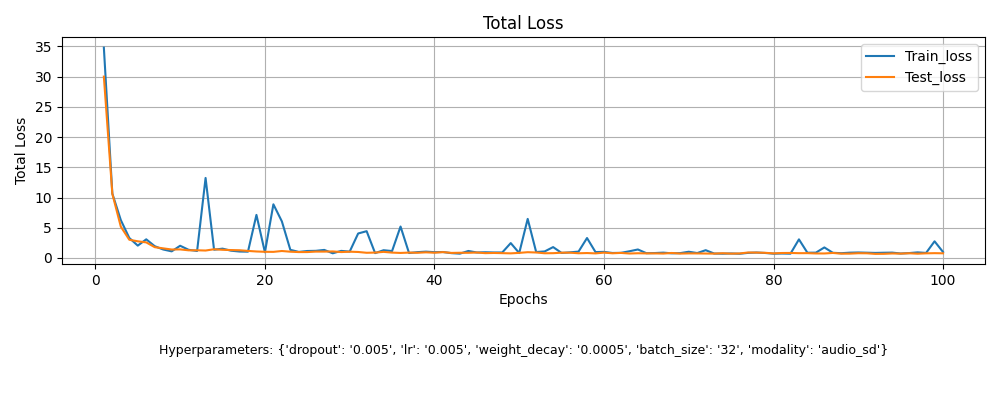 Total Loss
35
30
25
20
15
10
5
0
Total Loss
Train_loss
Test_loss
0
20
40
60
80
100
Epochs
Hyperparameters: {'dropout': '0.005', 'lr': '0.005', 'weight_decay': '0.0005', 'batch_size': '32', 'modality': 'audio_sd'}